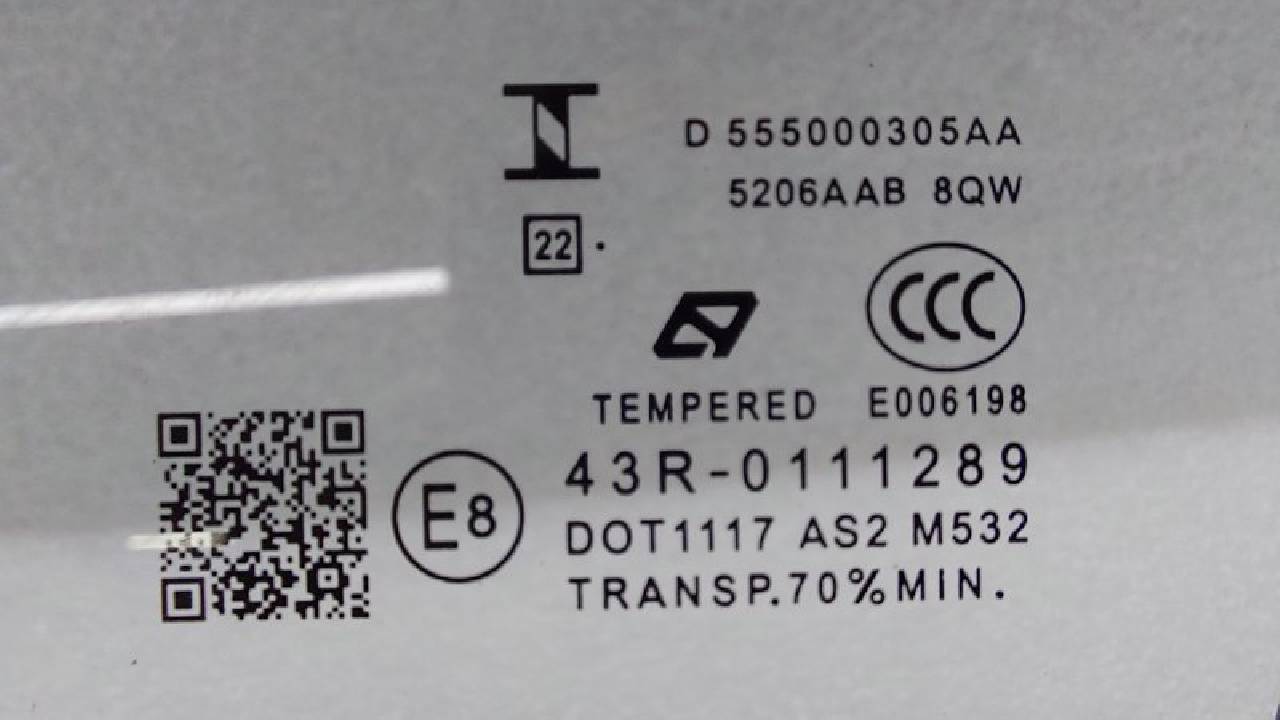 D 555000305AA
5206AAB 8QW
22 .
CCC
TEMPERED E006198
E8
43R-0111289
DOT1117 AS2 M532
TRANSP.70%MIN.